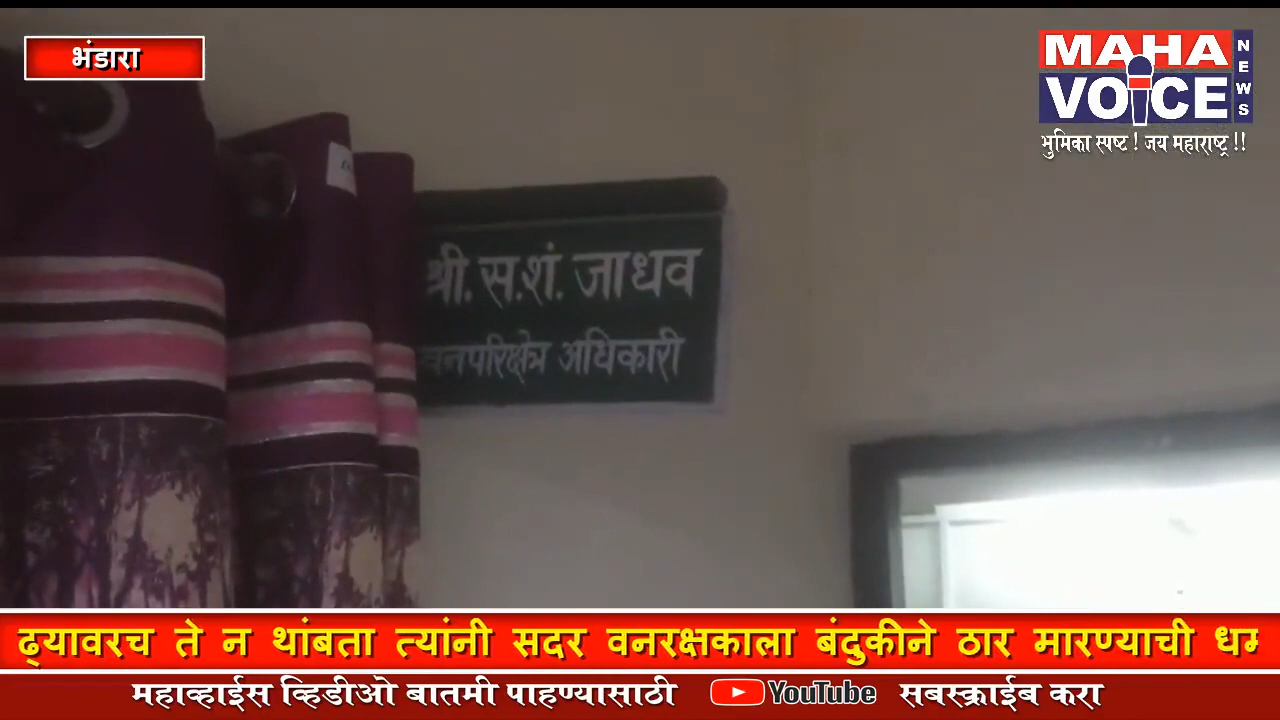 भंडारा
MAHA
VOICE
NEWS
भुमिका स्पष्ट ! जय महाराष्ट्र !!
श्री. स.शं. जाधव
वनपरिक्षेत्र अधिकारी
ढ्यावरच ते न थांबता त्यांनी सदर वनरक्षकाला बंदुकीने ठार मारण्याची धम
महाव्हाईस व्हिडीओ बातमी पाहण्यासाठी YouTube सबस्क्राईब करा